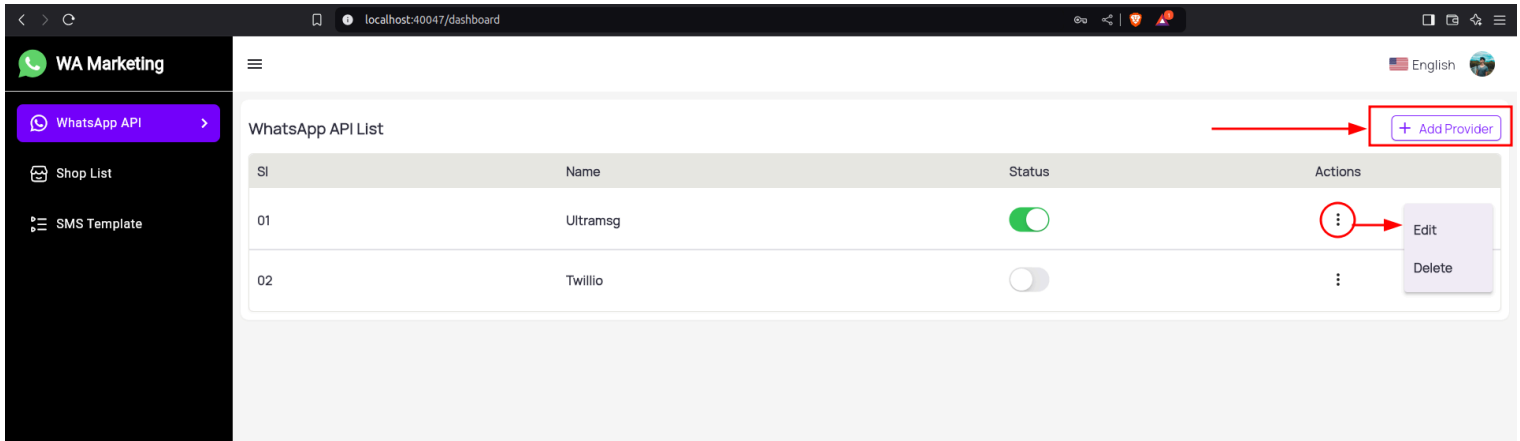 localhost:40047/dashboard
WA Marketing
English
WhatsApp API
WhatsApp API List
+ Add Provider
Shop List
SMS Template
Sl Name Status Actions
01 Ultramsg
Edit
Delete
02 Twillio